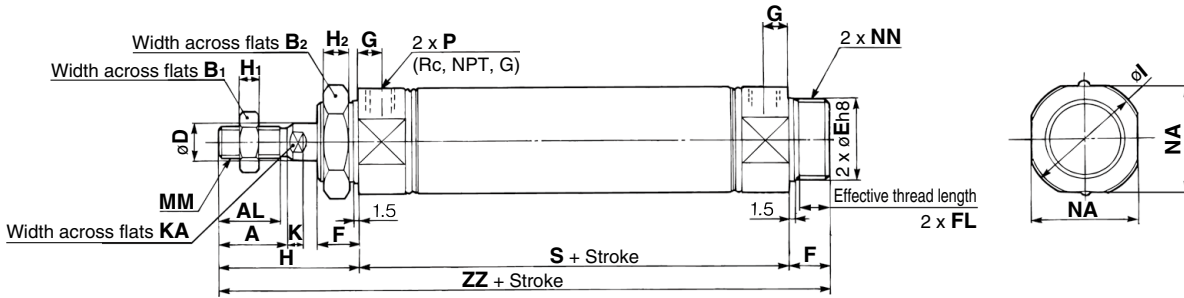 G
H2
G
Width across flats B2
2 x P
2 x NN
(Rc, NPT, G)
Width across flats B1
H1
øI
øD
2 x øEh8
NA
MM
1.5
1.5
Effective thread length
AL
2 x FL
NA
Width across flats KA
A
K
F
S + Stroke
F
H
ZZ + Stroke